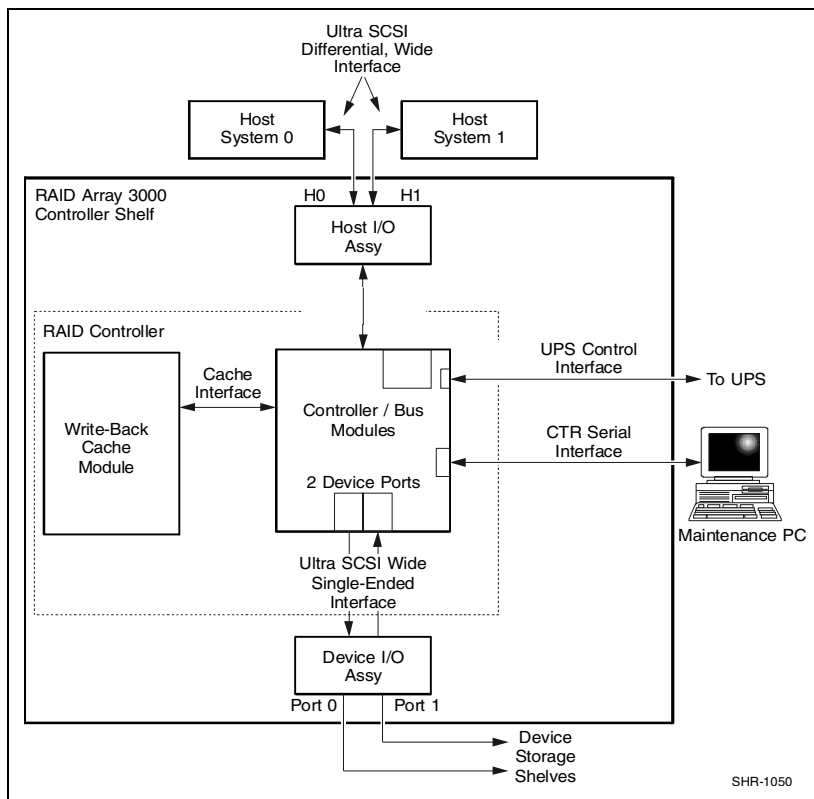 Ultra SCSI
Differential, Wide
Interface
Host
System 0
Host
System 1
RAID Array 3000
Controller Shelf
H0
H1
Host I/O
Assy
RAID Controller
Write-Back
Cache
Module
Cache
Interface
Controller / Bus
Modules
2 Device Ports
UPS Control
Interface
To UPS
CTR Serial
Interface
Maintenance PC
Ultra SCSI Wide
Single-Ended
Interface
Device I/O
Assy
Port 0
Port 1
Device
Storage
Shelves
SHR-1050